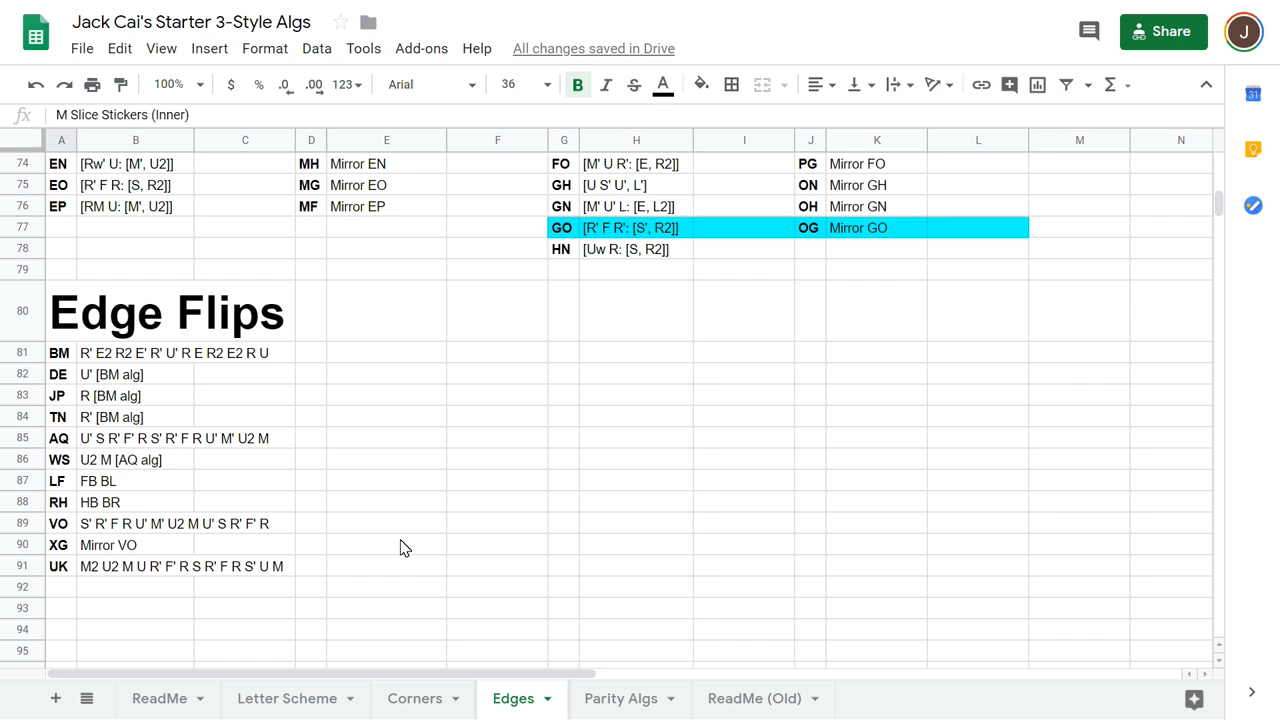 Jack Cai's Starter 3-Style Algs
File Edit View Insert Format Data Tools Add-ons Help All changes saved in Drive
Share J
100% $ % .0 .00 123 Arial 36 B I S A
fx M Slice Stickers (Inner)
A B C D E F G H I J K L M N
74 EN [Rw' U: [M', U2]] MH Mirror EN FO [M' U R': [E, R2]] PG Mirror FO
75 EO [R' F R: [S, R2]] MG Mirror EO GH [U S' U', L'] ON Mirror GH
76 EP [RM U: [M', U2]] MF Mirror EP GN [M' U' L: [E, L2]] OH Mirror GN
77 GO [R' F R': [S', R2]] OG Mirror GO
78 HN [Uw R: [S, R2]]
79
80 Edge Flips
81 BM R' E2 R2 E' R' U' R E R2 E2 R U
82 DE U' [BM alg]
83 JP R [BM alg]
84 TN R' [BM alg]
85 AQ U' S R' F' R S' R' F R U' M' U2 M
86 WS U2 M [AQ alg]
87 LF FB BL
88 RH HB BR
89 VO S' R' F R U' M' U2 M U' S R' F' R
90 XG Mirror VO
91 UK M2 U2 M U R' F' R S R' F R S' U M
92
93
94
95
ReadMe Letter Scheme Corners Edges Parity Algs ReadMe (Old)
31